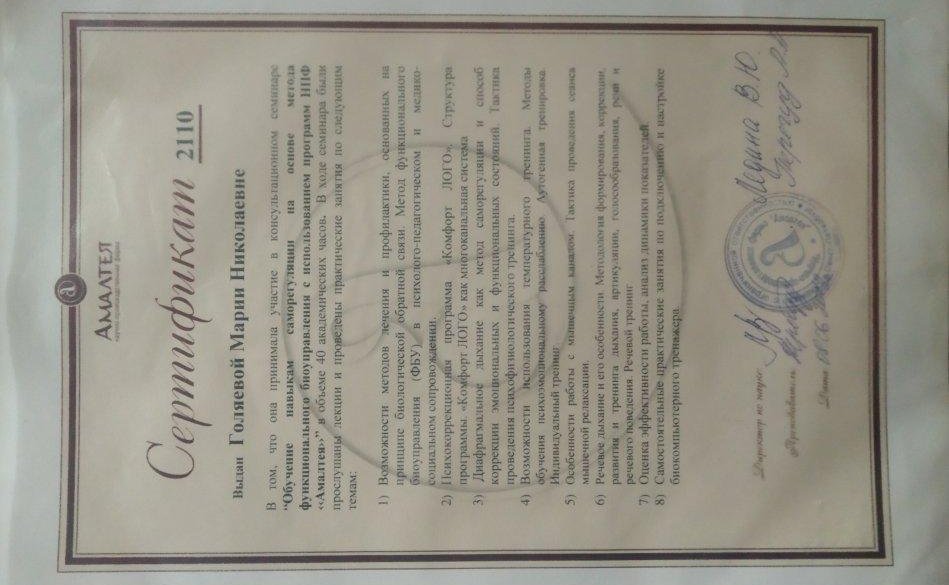 АМАЛТЕЯ
научно-производственная фирма
Сертификат 2110
Выдан Голяевой Марии Николаевне
В том, что она принимала участие в консультационном семинаре
“Обучение навыкам саморегуляции на основе метода
функционального биоуправления с использованием программ НПФ
«Амалтея»” в объеме 40 академических часов. В ходе семинара были
прослушаны лекции и проведены практические занятия по следующим
темам:
1) Возможности методов лечения и профилактики, основанных на
принципе биологической обратной связи. Метод функционального
биоуправления (ФБУ) в психолого-педагогическом и медико-
социальном сопровождении.
2) Психокоррекционная программа «Комфорт ЛОГО». Структура
программы. «Комфорт ЛОГО» как многоканальная система
3) Диафрагмальное дыхание как метод саморегуляции и способ
коррекции эмоциональных и функциональных состояний. Тактика
проведения психофизиологического тренинга.
4) Возможности использования температурного тренинга. Методы
обучения психоэмоциональному расслаблению. Аутогенная тренировка.
Индивидуальный тренинг
5) Особенности работы с мышечным каналом. Тактика проведения сеанса
мышечной релаксации.
6) Речевое дыхание и его особенности. Методология формирования, коррекции,
развития и тренинга дыхания, артикуляции, голосообразования, речи и
речевого поведения. Речевой тренинг
7) Оценка эффективности работы, анализ динамики показателей.
8) Самостоятельные практические занятия по подключению и настройке
биокомпьютерного тренажера.
Директор по науке
Преподаватель
Дата